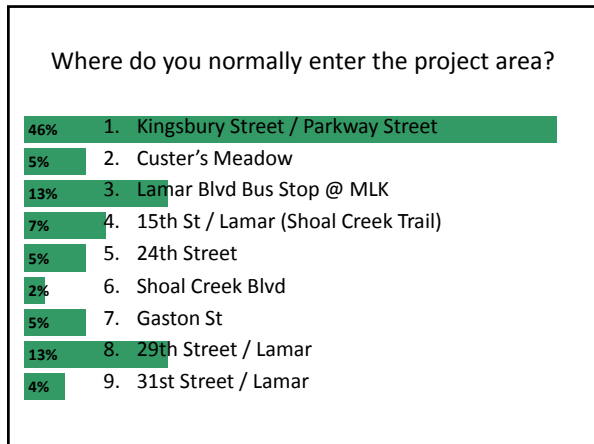 Where do you normally enter the project area?
46% 1. Kingsbury Street / Parkway Street
5% 2. Custer's Meadow
13% 3. Lamar Blvd Bus Stop @ MLK
7% 4. 15th St / Lamar (Shoal Creek Trail)
5% 5. 24th Street
2% 6. Shoal Creek Blvd
5% 7. Gaston St
13% 8. 29th Street / Lamar
4% 9. 31st Street / Lamar